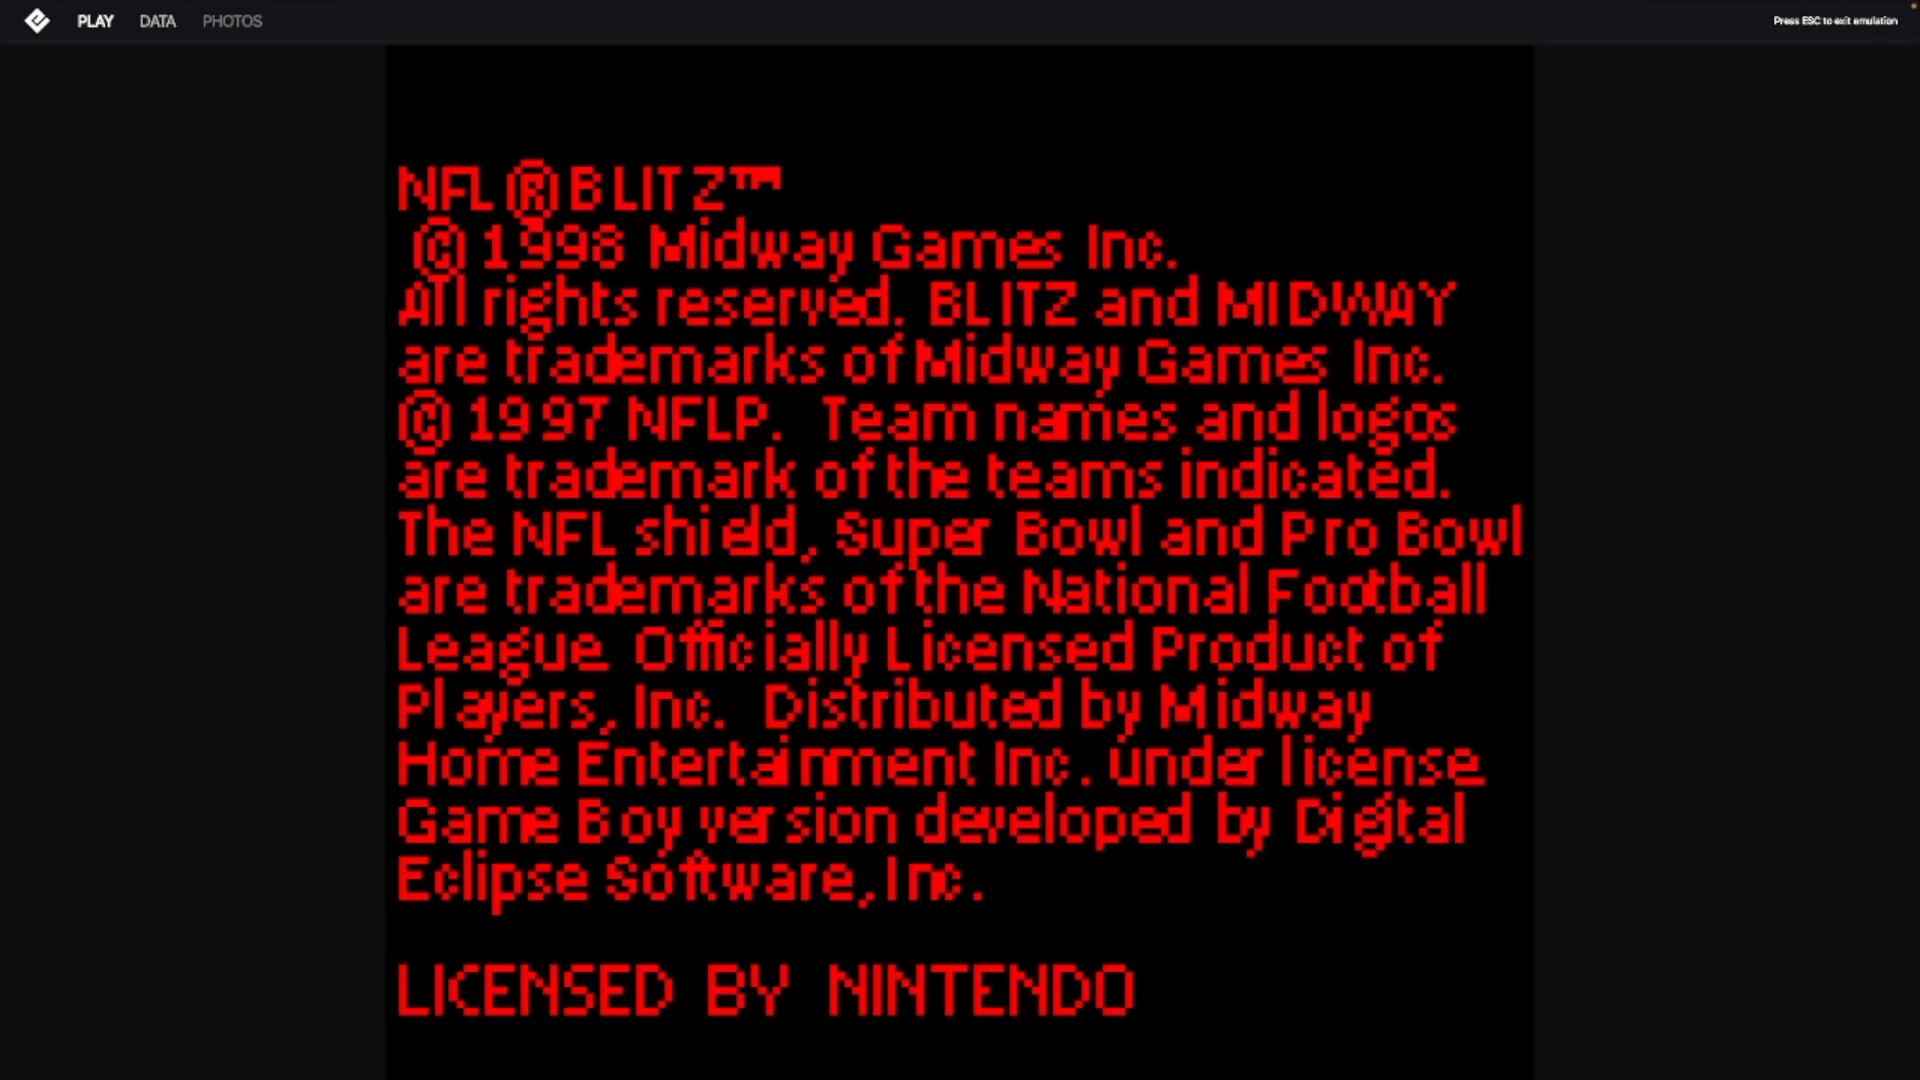 PLAY DATA PHOTOS
Press ESC to exit emulation
NFL®BLITZ™
© 1998 Midway Games Inc.
All rights reserved. BLITZ and MIDWAY
are trademarks of Midway Games Inc.
© 1997 NFLP. Team names and logos
are trademark of the teams indicated.
The NFL shield, Super Bowl and Pro Bowl
are trademarks of the National Football
League Officially Licensed Product of
Players, Inc. Distributed by Midway
Home Entertainment Inc. under license.
Game Boy version developed by Digital
Eclipse Software,Inc.
LICENSED BY NINTENDO